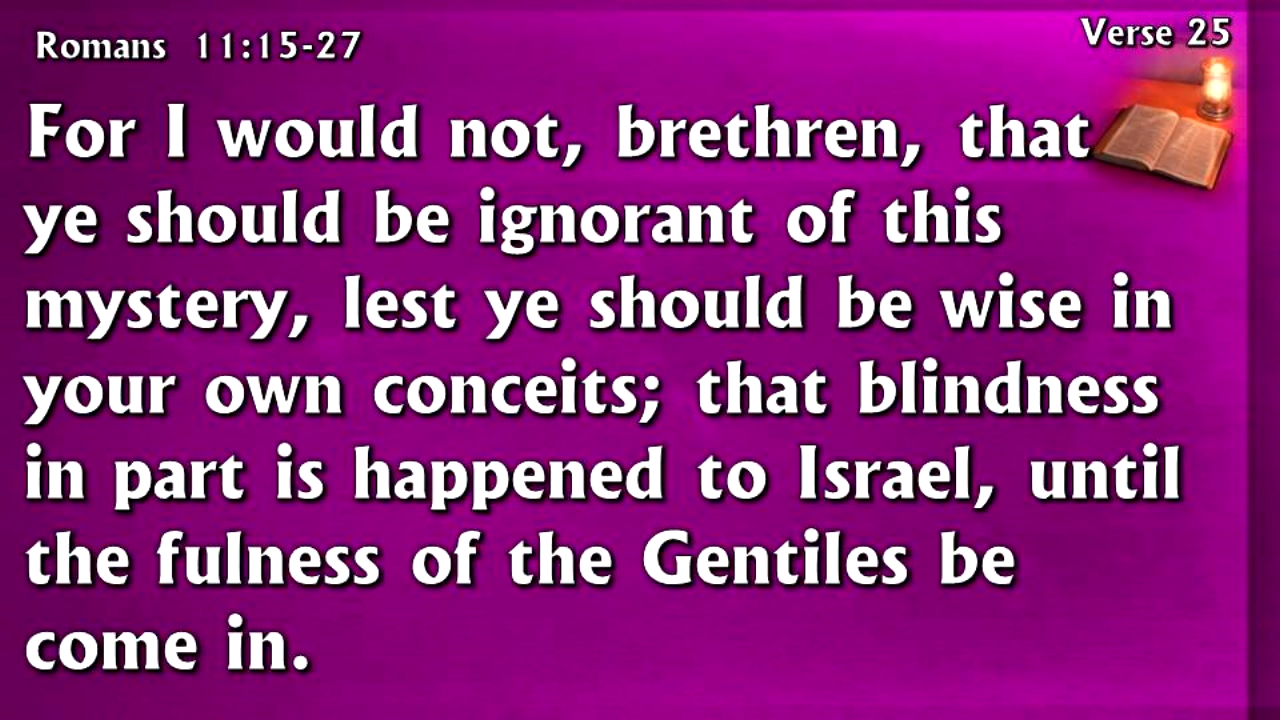 Romans 11:15-27
Verse 25
For I would not, brethren, that
ye should be ignorant of this
mystery, lest ye should be wise in
your own conceits; that blindness
in part is happened to Israel, until
the fulness of the Gentiles be
come in.